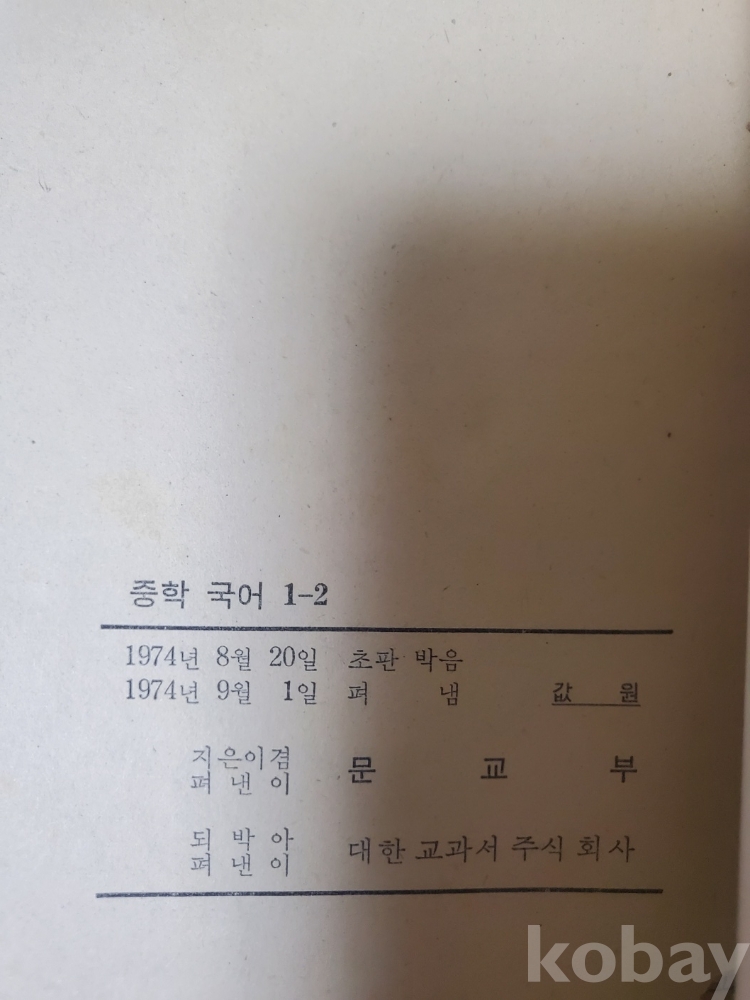 중학 국어 1-2
1974년 8월 20일 초판 박음
1974년 9월 1일 펴 냄 값 원
지은이겸
펴 낸 이
문 교 부
되 박 아
펴 낸 이
대한 교과서 주식 회사
kobay